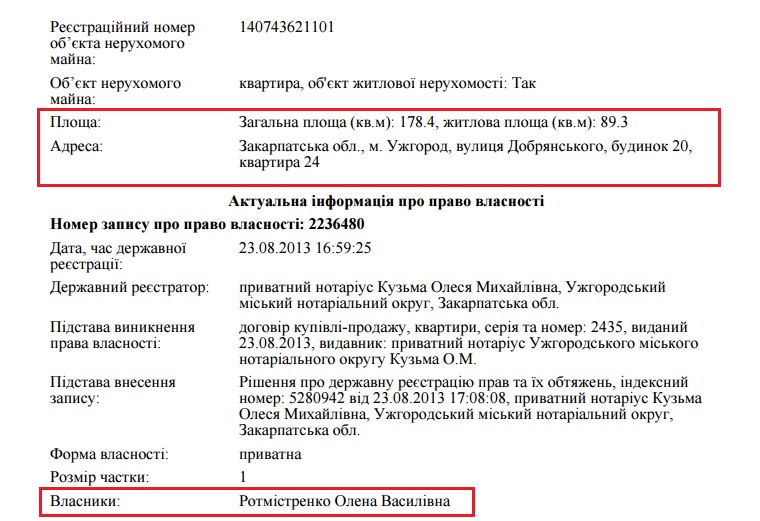 Реєстраційний номер 140743621101
об’єкта нерухомого
майна:
Об’єкт нерухомого квартира, об'єкт житлової нерухомості: Так
майна:
Площа: Загальна площа (кв.м): 178.4, житлова площа (кв.м): 89.3
Адреса: Закарпатська обл., м. Ужгород, вулиця Добрянського, будинок 20,
квартира 24
Актуальна інформація про право власності
Номер запису про право власності: 2236480
Дата, час державної 23.08.2013 16:59:25
реєстрації:
Державний реєстратор: приватний нотаріус Кузьма Олеся Михайлівна, Ужгородський
міський нотаріальний округ, Закарпатська обл.
Підстава виникнення договір купівлі-продажу, квартири, серія та номер: 2435, виданий
права власності: 23.08.2013, видавник: приватний нотаріус Ужгородського міського
нотаріального округу Кузьма О.М.
Підстава внесення Рішення про державну реєстрацію прав та їх обтяжень, індексний
запису: номер: 5280942 від 23.08.2013 17:08:08, приватний нотаріус Кузьма
Олеся Михайлівна, Ужгородський міський нотаріальний округ,
Закарпатська обл.
Форма власності: приватна
Розмір частки: 1
Власники: Ротмістренко Олена Василівна